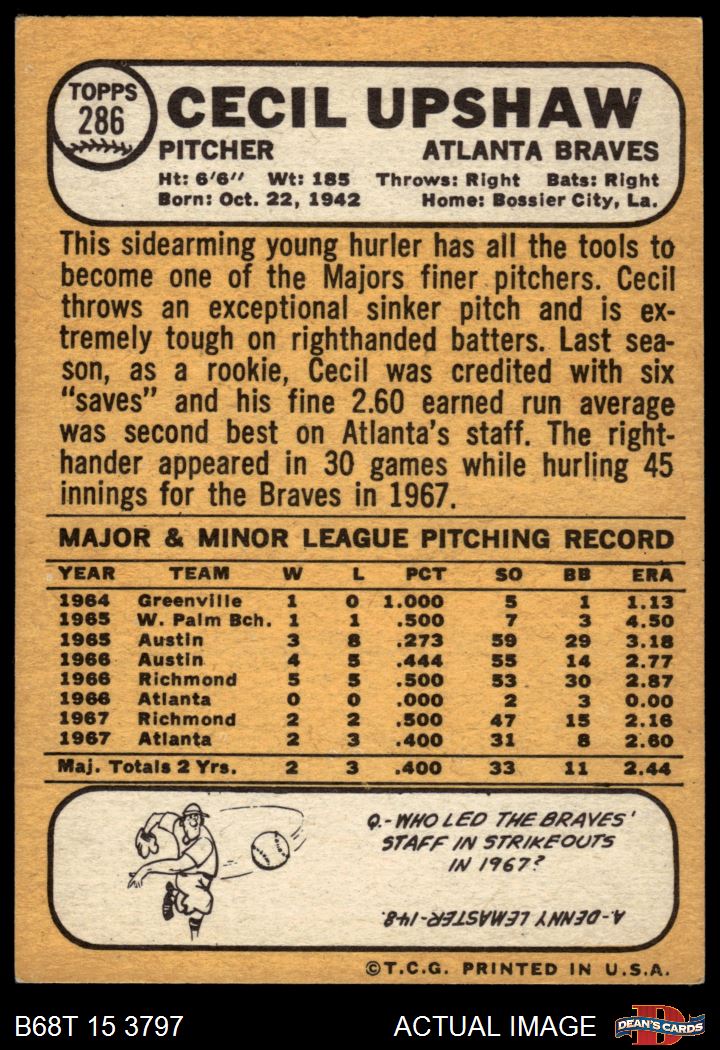 TOPPS
286
CECIL UPSHAW
PITCHER ATLANTA BRAVES
Ht: 6'6" Wt: 185 Throws: Right Bats: Right
Born: Oct. 22, 1942 Home: Bossier City, La.
This sidearming young hurler has all the tools to
become one of the Majors finer pitchers. Cecil
throws an exceptional sinker pitch and is ex-
tremely tough on righthanded batters. Last sea-
son, as a rookie, Cecil was credited with six
"saves" and his fine 2.60 earned run average
was second best on Atlanta's staff. The right-
hander appeared in 30 games while hurling 45
innings for the Braves in 1967.
MAJOR & MINOR LEAGUE PITCHING RECORD
YEAR TEAM W L PCT SO BB ERA
1964 Greenville 1 0 1.000 5 1 1.13
1965 W. Palm Bch. 1 1 .500 7 3 4.50
1965 Austin 3 8 .273 59 29 3.18
1966 Austin 4 5 .444 55 14 2.77
1966 Richmond 5 5 .500 53 30 2.87
1966 Atlanta 0 0 .000 2 3 0.00
1967 Richmond 2 2 .500 47 15 2.16
1967 Atlanta 2 3 .400 31 8 2.60
Maj. Totals 2 Yrs. 2 3 .400 33 11 2.44
Q.-WHO LED THE BRAVES'
STAFF IN STRIKEOUTS
IN 1967?
A-DENNY LEMASTER-148.
©T.C.G. PRINTED IN U.S.A.
B68T 15 3797 ACTUAL IMAGE
D
DEAN'S CARDS